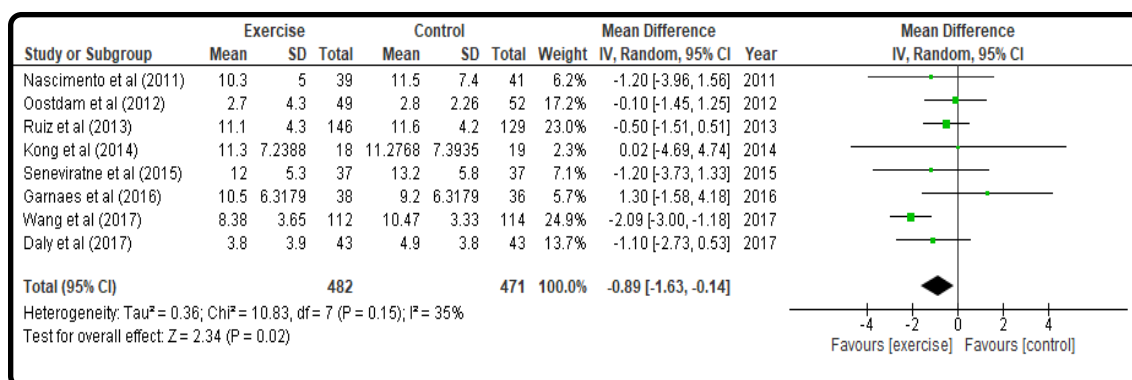 Exercise Control Mean Difference Mean Difference
Study or Subgroup Mean SD Total Mean SD Total Weight IV, Random, 95% CI Year IV, Random, 95% CI
Nascimento et al (2011) 10.3 5 39 11.5 7.4 41 6.2% -1.20 [-3.96, 1.56] 2011
Oostdam et al (2012) 2.7 4.3 49 2.8 2.26 52 17.2% -0.10 [-1.45, 1.25] 2012
Ruiz et al (2013) 11.1 4.3 146 11.6 4.2 129 23.0% -0.50 [-1.51, 0.51] 2013
Kong et al (2014) 11.3 7.2388 18 11.2768 7.3935 19 2.3% 0.02 [-4.69, 4.74] 2014
Seneviratne et al (2015) 12 5.3 37 13.2 5.8 37 7.1% -1.20 [-3.73, 1.33] 2015
Garnaes et al (2016) 10.5 6.3179 38 9.2 6.3179 36 5.7% 1.30 [-1.58, 4.18] 2016
Wang et al (2017) 8.38 3.65 112 10.47 3.33 114 24.9% -2.09 [-3.00, -1.18] 2017
Daly et al (2017) 3.8 3.9 43 4.9 3.8 43 13.7% -1.10 [-2.73, 0.53] 2017
Total (95% CI) 482 471 100.0% -0.89 [-1.63, -0.14]
Heterogeneity: Tau² = 0.36; Chi² = 10.83, df = 7 (P = 0.15); I² = 35%
Test for overall effect: Z = 2.34 (P = 0.02)
-4 -2 0 2 4
Favours [exercise] Favours [control]